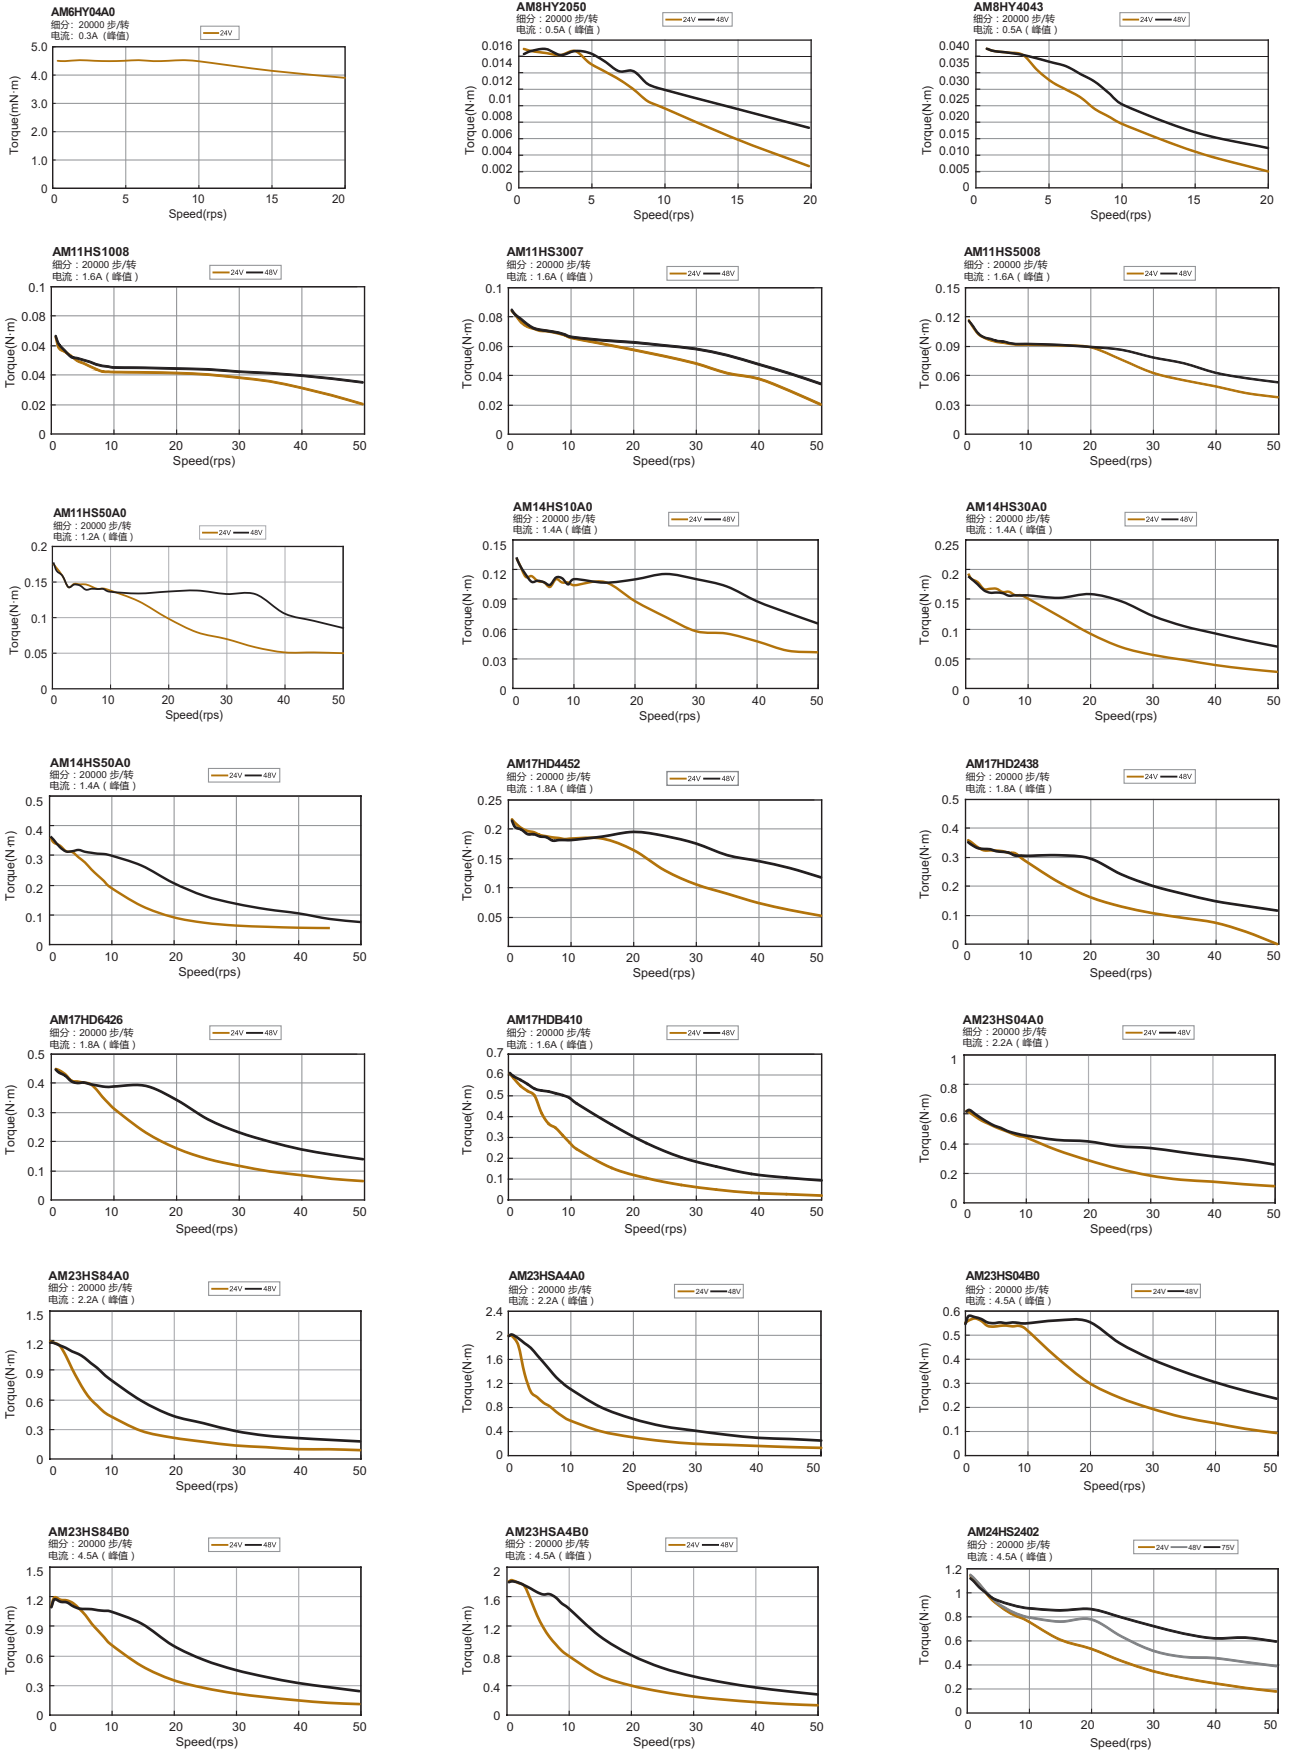 AM6HY04A0
细分：20000 步/转
电流：0.3A（峰值）
24V
Torque(mN·m)
5.0
4.0
3.0
2.0
1.0
0
0 5 10 15 20
Speed(rps)
AM8HY2050
细分：20000 步/转
电流：0.5A（峰值）
24V 48V
Torque(N·m)
0.016
0.014
0.012
0.01
0.008
0.006
0.004
0.002
0
0 5 10 15 20
Speed(rps)
AM8HY4043
细分：20000 步/转
电流：0.5A（峰值）
24V 48V
Torque(N·m)
0.040
0.035
0.030
0.025
0.020
0.015
0.010
0.005
0
0 5 10 15 20
Speed(rps)
AM11HS1008
细分：20000 步/转
电流：1.6A（峰值）
24V 48V
Torque(N·m)
0.1
0.08
0.06
0.04
0.02
0
0 10 20 30 40 50
Speed(rps)
AM11HS3007
细分：20000 步/转
电流：1.6A（峰值）
24V 48V
Torque(N·m)
0.1
0.08
0.06
0.04
0.02
0
0 10 20 30 40 50
Speed(rps)
AM11HS5008
细分：20000 步/转
电流：1.6A（峰值）
24V 48V
Torque(N·m)
0.15
0.12
0.09
0.06
0.03
0
0 10 20 30 40 50
Speed(rps)
AM11HS50A0
细分：20000 步/转
电流：1.2A（峰值）
24V 48V
Torque(N·m)
0.2
0.15
0.1
0.05
0
0 10 20 30 40 50
Speed(rps)
AM14HS10A0
细分：20000 步/转
电流：1.4A（峰值）
24V 48V
Torque(N·m)
0.15
0.12
0.09
0.06
0.03
0
0 10 20 30 40 50
Speed(rps)
AM14HS30A0
细分：20000 步/转
电流：1.4A（峰值）
24V 48V
Torque(N·m)
0.25
0.2
0.15
0.1
0.05
0
0 10 20 30 40 50
Speed(rps)
AM14HS50A0
细分：20000 步/转
电流：1.4A（峰值）
24V 48V
Torque(N·m)
0.5
0.4
0.3
0.2
0.1
0
0 10 20 30 40 50
Speed(rps)
AM17HD4452
细分：20000 步/转
电流：1.8A（峰值）
24V 48V
Torque(N·m)
0.25
0.2
0.15
0.1
0.05
0 10 20 30 40 50
Speed(rps)
AM17HD2438
细分：20000 步/转
电流：1.8A（峰值）
24V 48V
Torque(N·m)
0.5
0.4
0.3
0.2
0.1
0
0 10 20 30 40 50
Speed(rps)
AM17HD6426
细分：20000 步/转
电流：1.8A（峰值）
24V 48V
Torque(N·m)
0.5
0.4
0.3
0.2
0.1
0
0 10 20 30 40 50
Speed(rps)
AM17HDB410
细分：20000 步/转
电流：1.6A（峰值）
24V 48V
Torque(N·m)
0.7
0.6
0.5
0.4
0.3
0.2
0.1
0
0 10 20 30 40 50
Speed(rps)
AM23HS04A0
细分：20000 步/转
电流：2.2A（峰值）
24V 48V
Torque(N·m)
1
0.8
0.6
0.4
0.2
0
0 10 20 30 40 50
Speed(rps)
AM23HS84A0
细分：20000 步/转
电流：2.2A（峰值）
24V 48V
Torque(N·m)
1.5
1.2
0.9
0.6
0.3
0
0 10 20 30 40 50
Speed(rps)
AM23HSA4A0
细分：20000 步/转
电流：2.2A（峰值）
24V 48V
Torque(N·m)
2.4
2
1.6
1.2
0.8
0.4
0
0 10 20 30 40 50
Speed(rps)
AM23HS04B0
细分：20000 步/转
电流：4.5A（峰值）
24V 48V
Torque(N·m)
0.6
0.5
0.4
0.3
0.2
0.1
0
0 10 20 30 40 50
Speed(rps)
AM23HS84B0
细分：20000 步/转
电流：4.5A（峰值）
24V 48V
Torque(N·m)
1.5
1.2
0.9
0.6
0.3
0
0 10 20 30 40 50
Speed(rps)
AM23HSA4B0
细分：20000 步/转
电流：4.5A（峰值）
24V 48V
Torque(N·m)
2
1.6
1.2
0.8
0.4
0
0 10 20 30 40 50
Speed(rps)
AM24HS2402
细分：20000 步/转
电流：4.5A（峰值）
24V 48V 75V
Torque(N·m)
1.2
1
0.8
0.6
0.4
0.2
0
0 10 20 30 40 50
Speed(rps)